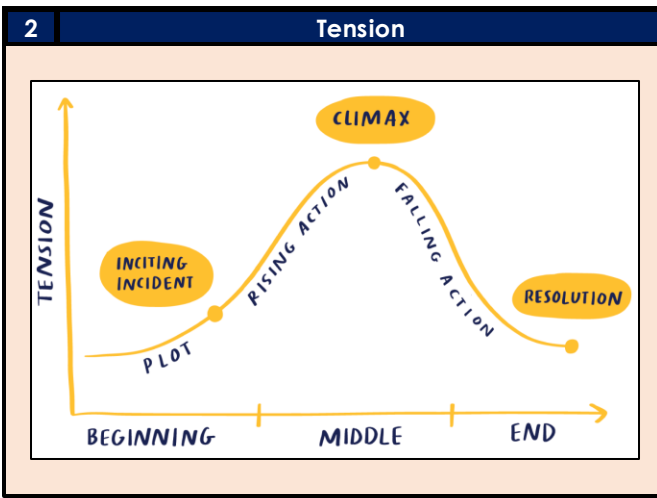 2 Tension
CLIMAX
TENSION
INCITING
INCIDENT
RISING ACTION
FALLING ACTION
RESOLUTION
PLOT
BEGINNING MIDDLE END